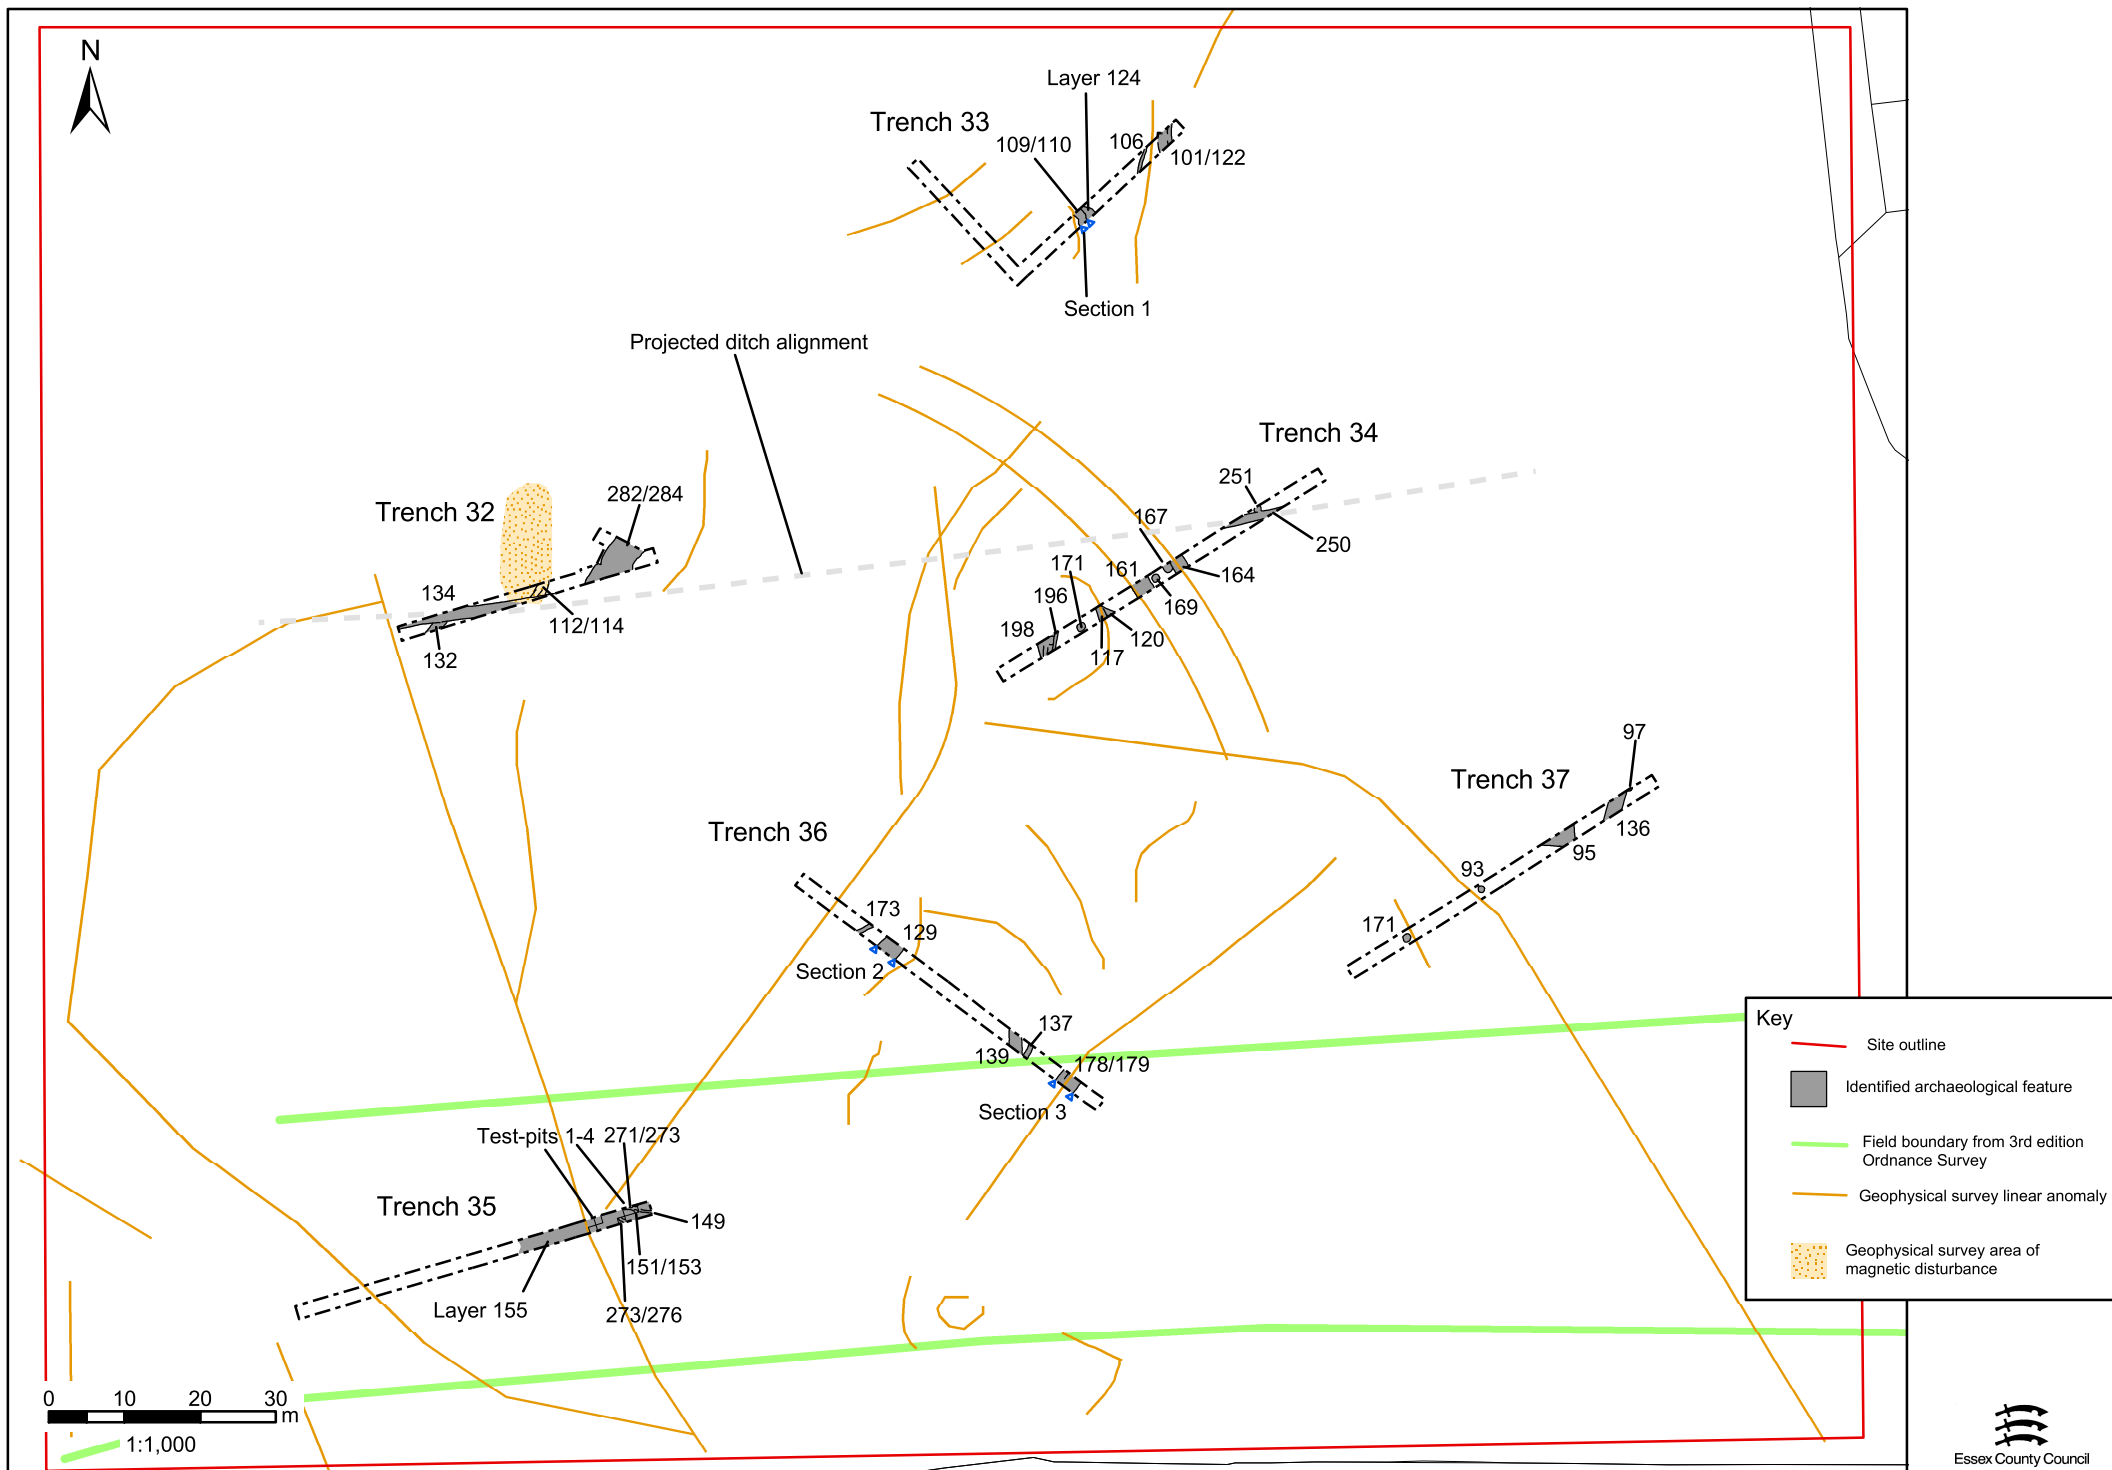 N
Layer 124
Trench 33
109/110
106
101/122
Section 1
Projected ditch alignment
Trench 34
251
282/284
Trench 32
167
250
134
171
161
164
196
169
112/114
198
120
132
117
97
Trench 37
Trench 36
136
95
93
173
171
129
Section 2
137
139
178/179
Section 3
Test-pits 1-4
271/273
Trench 35
149
151/153
Layer 155
273/276
0 10 20 30
m
1:1,000
Key
Site outline
Identified archaeological feature
Field boundary from 3rd edition
Ordnance Survey
Geophysical survey linear anomaly
Geophysical survey area of
magnetic disturbance
Essex County Council